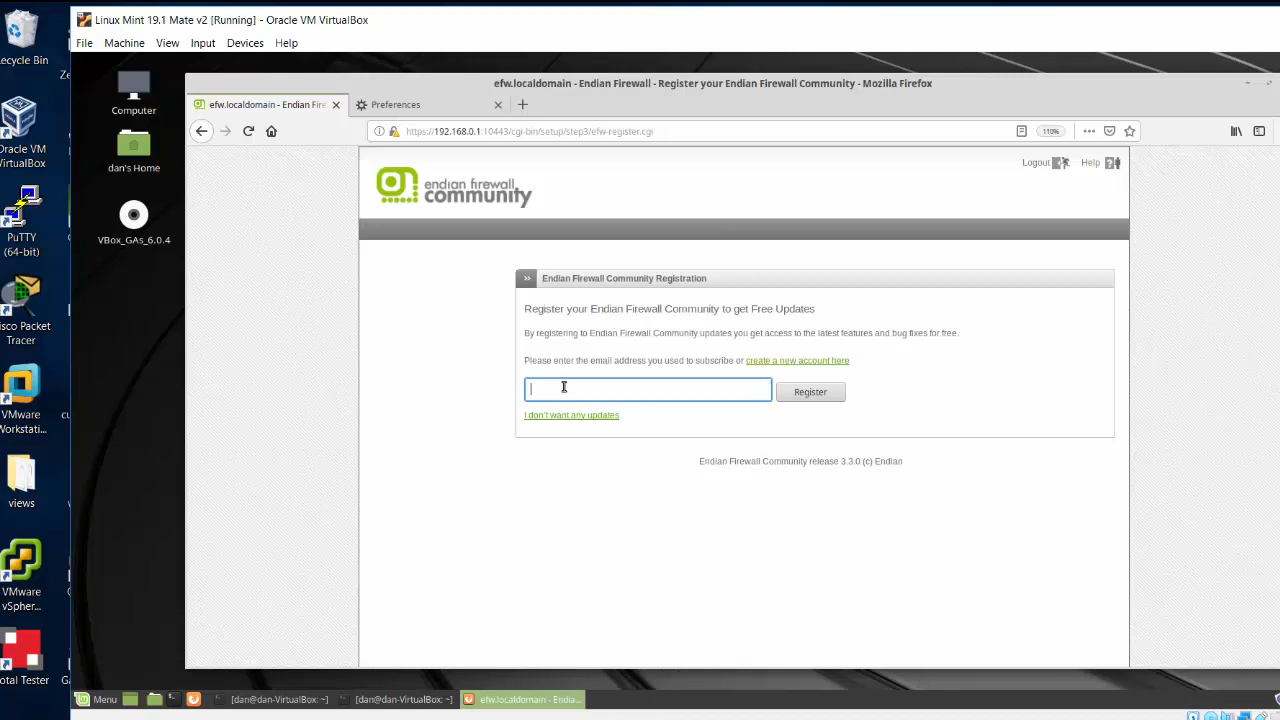 Linux Mint 19.1 Mate v2 [Running] - Oracle VM VirtualBox
File Machine View Input Devices Help
ecycle Bin
racle VM
VirtualBox
PuTTY
(64-bit)
isco Packet
Tracer
VMware
Workstati...
views
VMware
vSpher...
otal Tester
Computer
dan's Home
VBox_GAs_6.0.4
efw.localdomain - Endian Firewall - Register your Endian Firewall Community - Mozilla Firefox
efw.localdomain - Endian Fire
Preferences
https://192.168.0.1:10443/cgi-bin/setup/step3/efw-register.cgi
110%
Logout
Help
endian firewall
community
Endian Firewall Community Registration
Register your Endian Firewall Community to get Free Updates
By registering to Endian Firewall Community updates you get access to the latest features and bug fixes for free.
Please enter the email address you used to subscribe or create a new account here
Register
I don't want any updates
Endian Firewall Community release 3.3.0 (c) Endian
Menu
[dan@dan-VirtualBox: ~]
[dan@dan-VirtualBox: ~]
efw.localdomain - Endia...